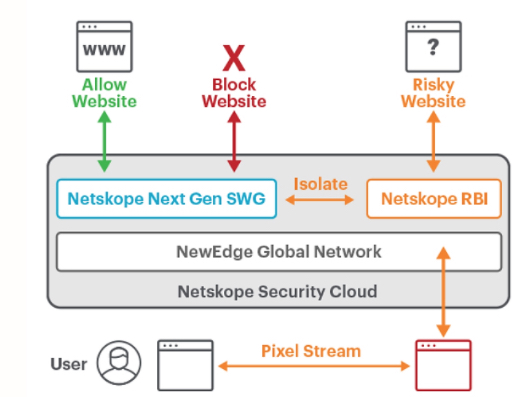 www
X
?
Allow
Website
Block
Website
Risky
Website
Netskope Next Gen SWG
Isolate
Netskope RBI
NewEdge Global Network
Netskope Security Cloud
User
Pixel Stream